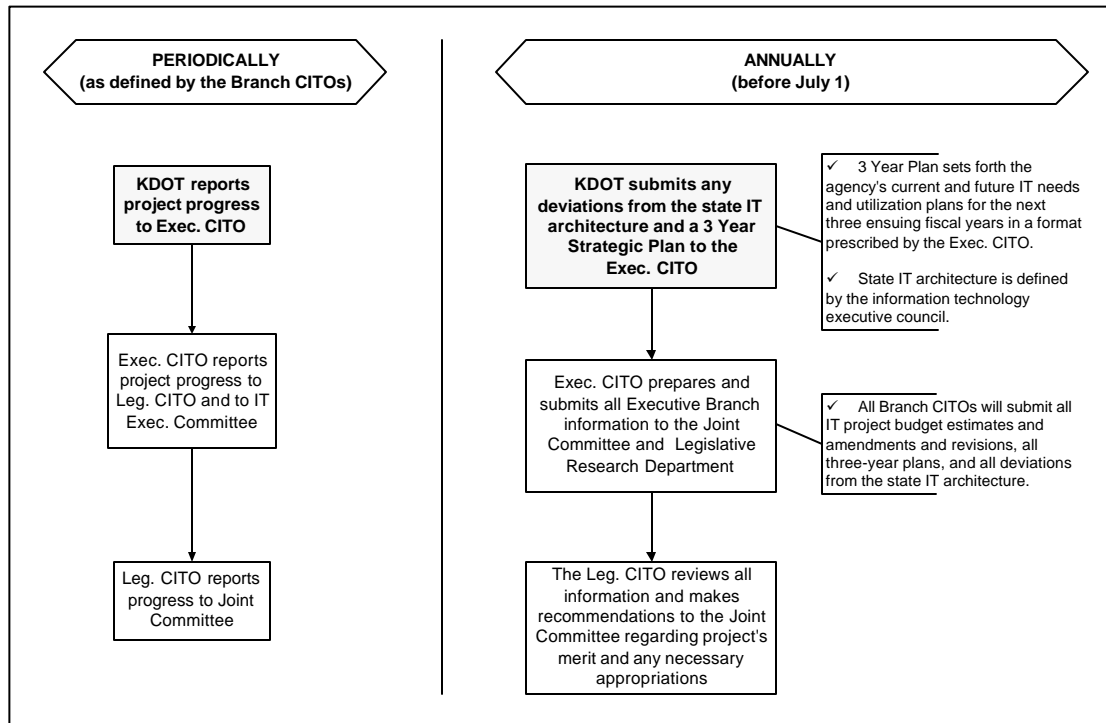 PERIODICALLY
(as defined by the Branch CITOs)
KDOT reports
project progress
to Exec. CITO
Exec. CITO reports
project progress to
Leg. CITO and to IT
Exec. Committee
Leg. CITO reports
progress to Joint
Committee
ANNUALLY
(before July 1)
KDOT submits any
deviations from the state IT
architecture and a 3 Year
Strategic Plan to the
Exec. CITO
✓ 3 Year Plan sets forth the
agency's current and future IT needs
and utilization plans for the next
three ensuing fiscal years in a format
prescribed by the Exec. CITO.
✓ State IT architecture is defined
by the information technology
executive council.
Exec. CITO prepares and
submits all Executive Branch
information to the Joint
Committee and Legislative
Research Department
✓ All Branch CITOs will submit all
IT project budget estimates and
amendments and revisions, all
three-year plans, and all deviations
from the state IT architecture.
The Leg. CITO reviews all
information and makes
recommendations to the Joint
Committee regarding project's
merit and any necessary
appropriations